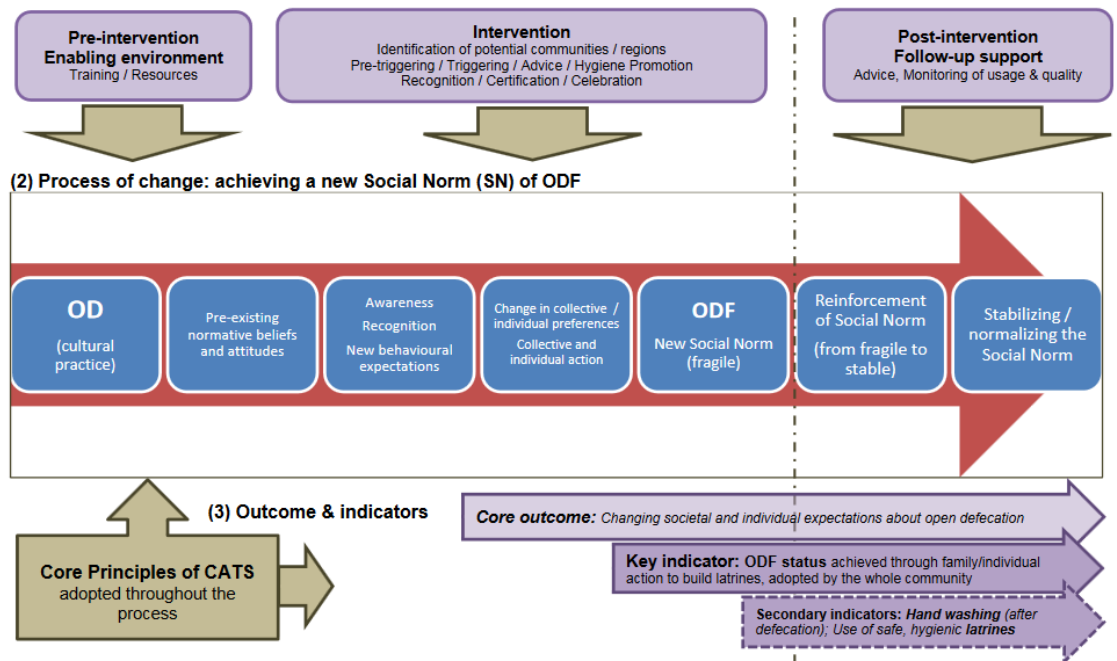 Pre-intervention
Enabling environment
Training / Resources
Intervention
Identification of potential communities / regions
Pre-triggering / Triggering / Advice / Hygiene Promotion
Recognition / Certification / Celebration
Post-intervention
Follow-up support
Advice, Monitoring of usage & quality
(2) Process of change: achieving a new Social Norm (SN) of ODF
OD
(cultural
practice)
Pre-existing
normative beliefs
and attitudes
Awareness
Recognition
New behavioural
expectations
Change in collective /
individual preferences
Collective and
individual action
ODF
New Social Norm
(fragile)
Reinforcement
of Social Norm
(from fragile to
stable)
Stabilizing /
normalizing the
Social Norm
(3) Outcome & indicators
Core Principles of CATS
adopted throughout the
process
Core outcome: Changing societal and individual expectations about open defecation
Key indicator: ODF status achieved through family/individual
action to build latrines, adopted by the whole community
Secondary indicators: Hand washing (after
defecation); Use of safe, hygienic latrines